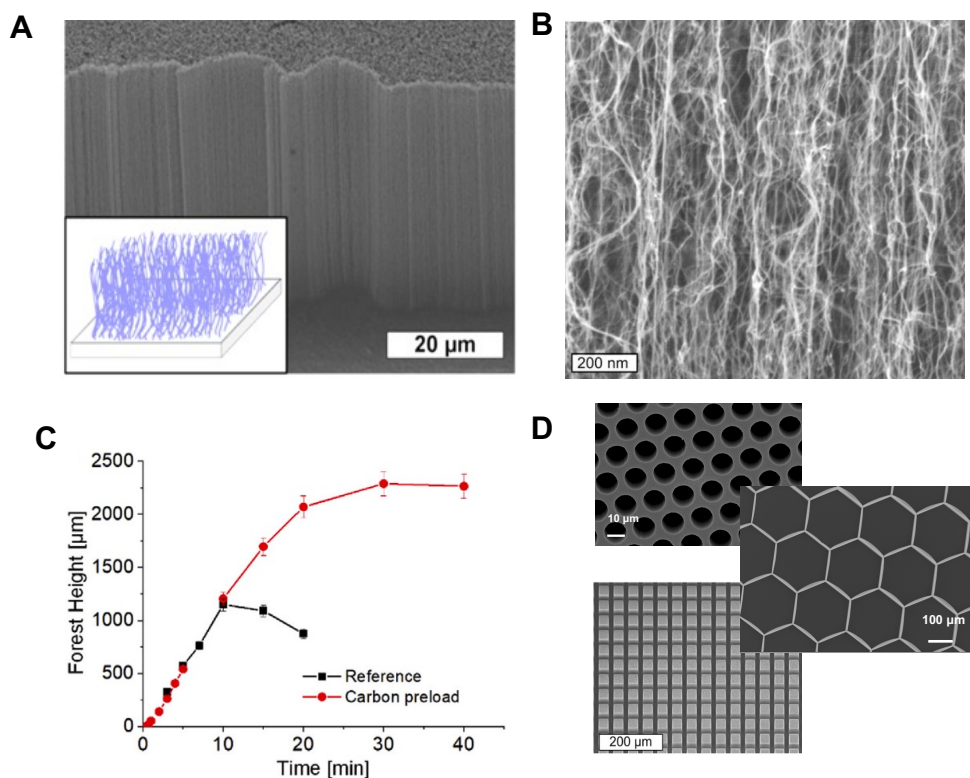 A
20 μm
B
200 nm
C
Forest Height [μm]
2500
2000
1500
1000
500
0
0
10
20
30
40
Time [min]
Reference
Carbon preload
D
10 μm
100 μm
200 μm